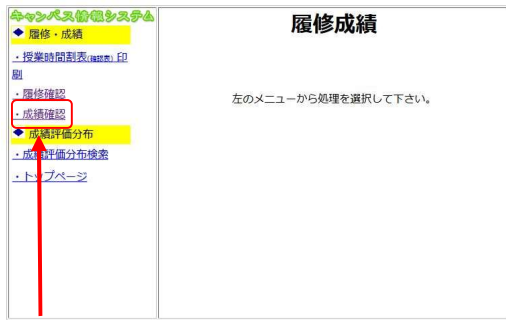 キャンパス情報システム
◆ 履修・成績
・授業時間割表(確認表) 印
刷
・履修確認
・成績確認
◆ 成績評価分布
・成績評価分布検索
・トップページ
履修成績
左のメニューから処理を選択して下さい。